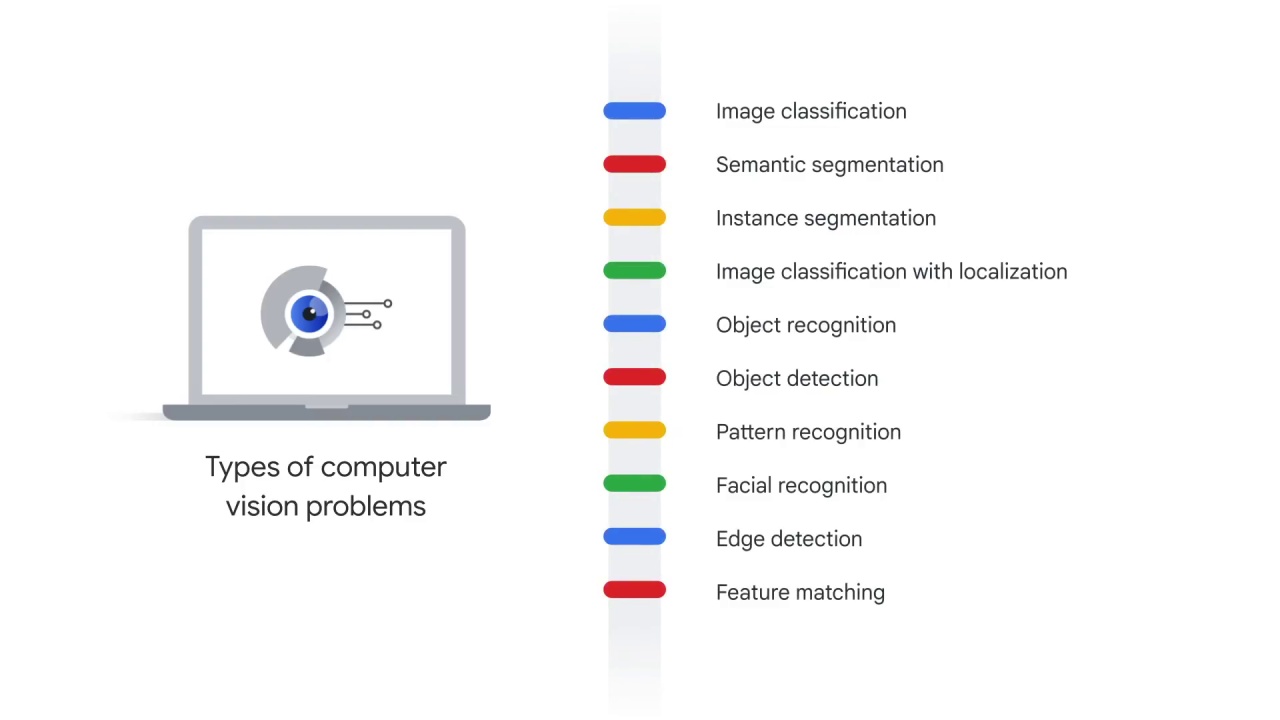 Types of computer
vision problems
Image classification
Semantic segmentation
Instance segmentation
Image classification with localization
Object recognition
Object detection
Pattern recognition
Facial recognition
Edge detection
Feature matching